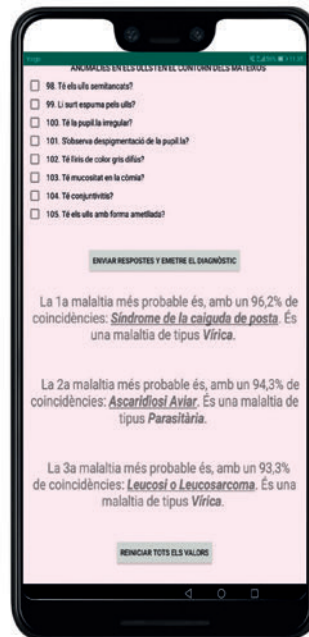 ANOMALIES EN ELS ULLS I EN EL CONTORN DELS MATEIXOS
98. Té els ulls semitancats?
99. Li surt espuma pels ulls?
100. Té la pupil.la irregular?
101. S'observa despigmentació de la pupil.la?
102. Té l'iris de color gris difús?
103. Té mucositat en la còrnia?
104. Té conjuntivitis?
105. Té els ulls amb forma ametllada?
ENVIAR RESPOSTES Y EMETRE EL DIAGNÒSTIC
La 1a malaltia més probable és, amb un 96,2% de
coincidències: Síndrome de la caiguda de posta. És
una malaltia de tipus Vírica.
La 2a malaltia més probable és, amb un 94,3% de
coincidències: Ascaridiosi Aviar. És una malaltia de
tipus Parasitària.
La 3a malaltia més probable és, amb un 93,3%
de coincidències: Leucosi o Leucosarcoma. És una
malaltia de tipus Vírica.
REINICIAR TOTS ELS VALORS